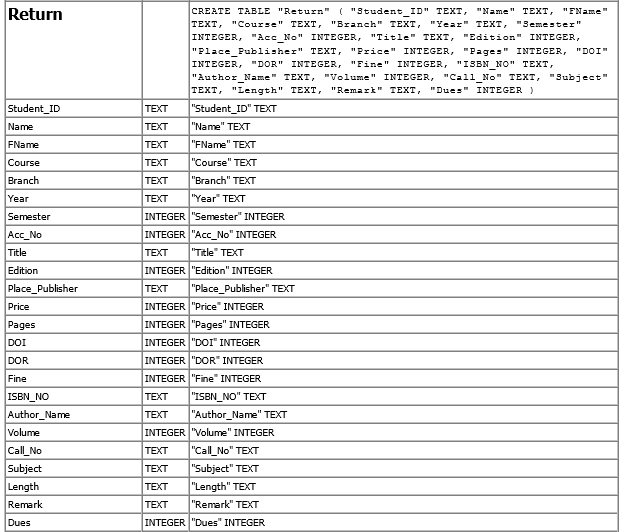 Return
CREATE TABLE "Return" ( "Student_ID" TEXT, "Name" TEXT, "FName"
TEXT, "Course" TEXT, "Branch" TEXT, "Year" TEXT, "Semester"
INTEGER, "Acc_No" INTEGER, "Title" TEXT, "Edition" INTEGER,
"Place_Publisher" TEXT, "Price" INTEGER, "Pages" INTEGER, "DOI"
INTEGER, "DOR" INTEGER, "Fine" INTEGER, "ISBN_NO" TEXT,
"Author_Name" TEXT, "Volume" INTEGER, "Call_No" TEXT, "Subject"
TEXT, "Length" TEXT, "Remark" TEXT, "Dues" INTEGER )
Student_ID TEXT "Student_ID" TEXT
Name TEXT "Name" TEXT
FName TEXT "FName" TEXT
Course TEXT "Course" TEXT
Branch TEXT "Branch" TEXT
Year TEXT "Year" TEXT
Semester INTEGER "Semester" INTEGER
Acc_No INTEGER "Acc_No" INTEGER
Title TEXT "Title" TEXT
Edition INTEGER "Edition" INTEGER
Place_Publisher TEXT "Place_Publisher" TEXT
Price INTEGER "Price" INTEGER
Pages INTEGER "Pages" INTEGER
DOI INTEGER "DOI" INTEGER
DOR INTEGER "DOR" INTEGER
Fine INTEGER "Fine" INTEGER
ISBN_NO TEXT "ISBN_NO" TEXT
Author_Name TEXT "Author_Name" TEXT
Volume INTEGER "Volume" INTEGER
Call_No TEXT "Call_No" TEXT
Subject TEXT "Subject" TEXT
Length TEXT "Length" TEXT
Remark TEXT "Remark" TEXT
Dues INTEGER "Dues" INTEGER